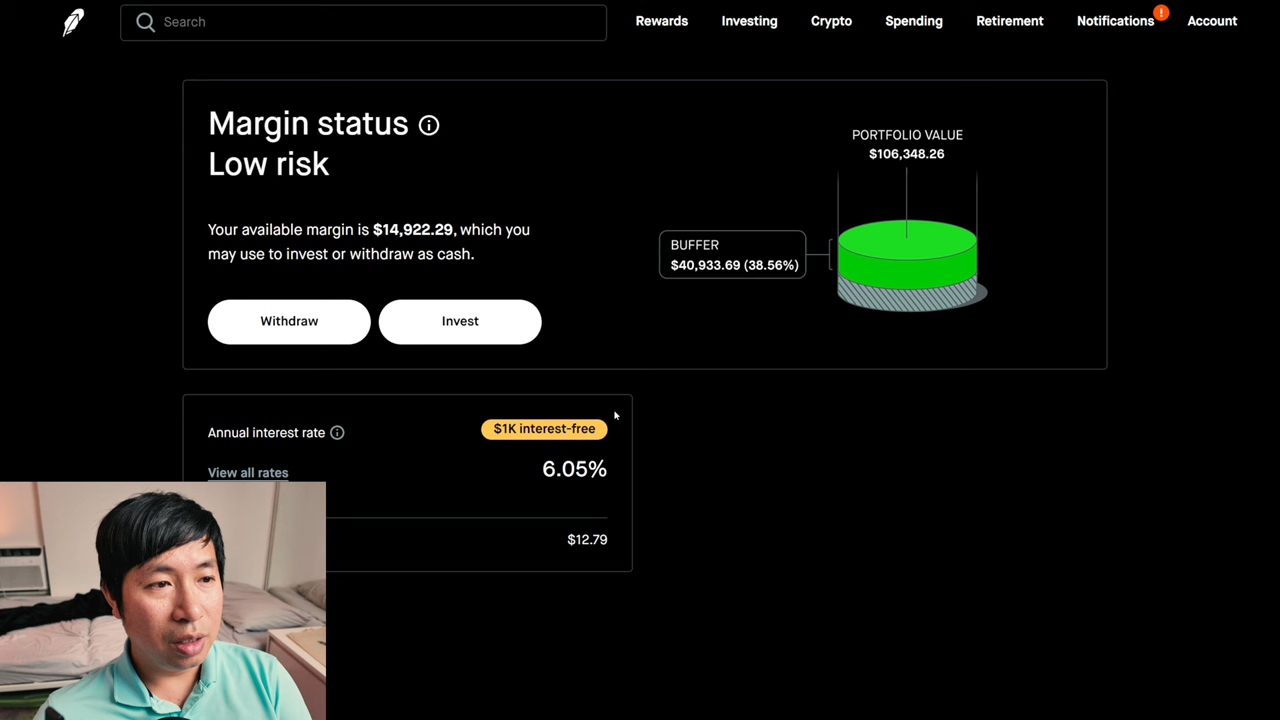 Search
Rewards
Investing
Crypto
Spending
Retirement
Notifications
!
Account
Margin status
Low risk
Your available margin is $14,922.29, which you
may use to invest or withdraw as cash.
Withdraw
Invest
PORTFOLIO VALUE
$106,348.26
BUFFER
$40,933.69 (38.56%)
Annual interest rate
$1K interest-free
View all rates
6.05%
$12.79